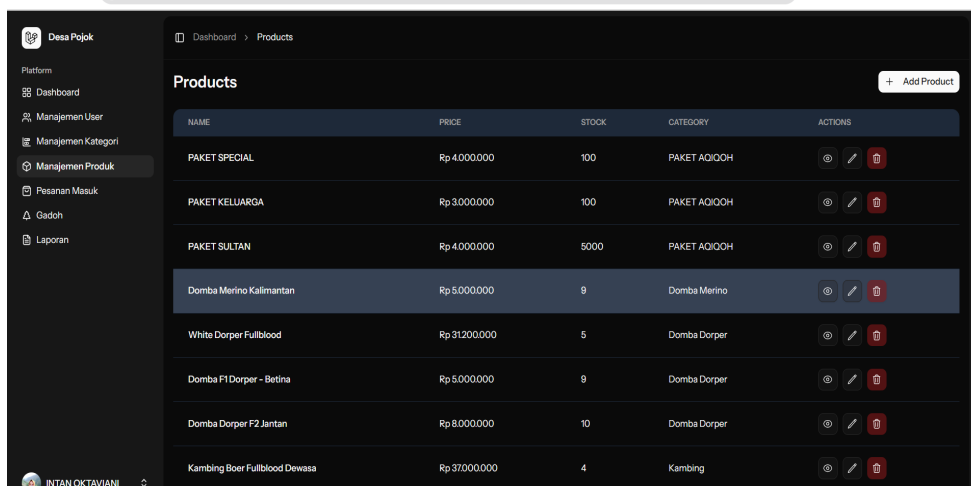 Desa Pojok
Dashboard > Products
Platform
Dashboard
Manajemen User
Manajemen Kategori
Manajemen Produk
Pesanan Masuk
Gadoh
Laporan
INTAN OKTAVIANI
Products
+ Add Product
NAME PRICE STOCK CATEGORY ACTIONS
PAKET SPECIAL Rp 4.000.000 100 PAKET AQIQOH
PAKET KELUARGA Rp 3.000.000 100 PAKET AQIQOH
PAKET SULTAN Rp 4.000.000 5000 PAKET AQIQOH
Domba Merino Kalimantan Rp 5.000.000 9 Domba Merino
White Dorper Fullblood Rp 31.200.000 5 Domba Dorper
Domba F1 Dorper - Betina Rp 5.000.000 9 Domba Dorper
Domba Dorper F2 Jantan Rp 8.000.000 10 Domba Dorper
Kambing Boer Fullblood Dewasa Rp 37.000.000 4 Kambing